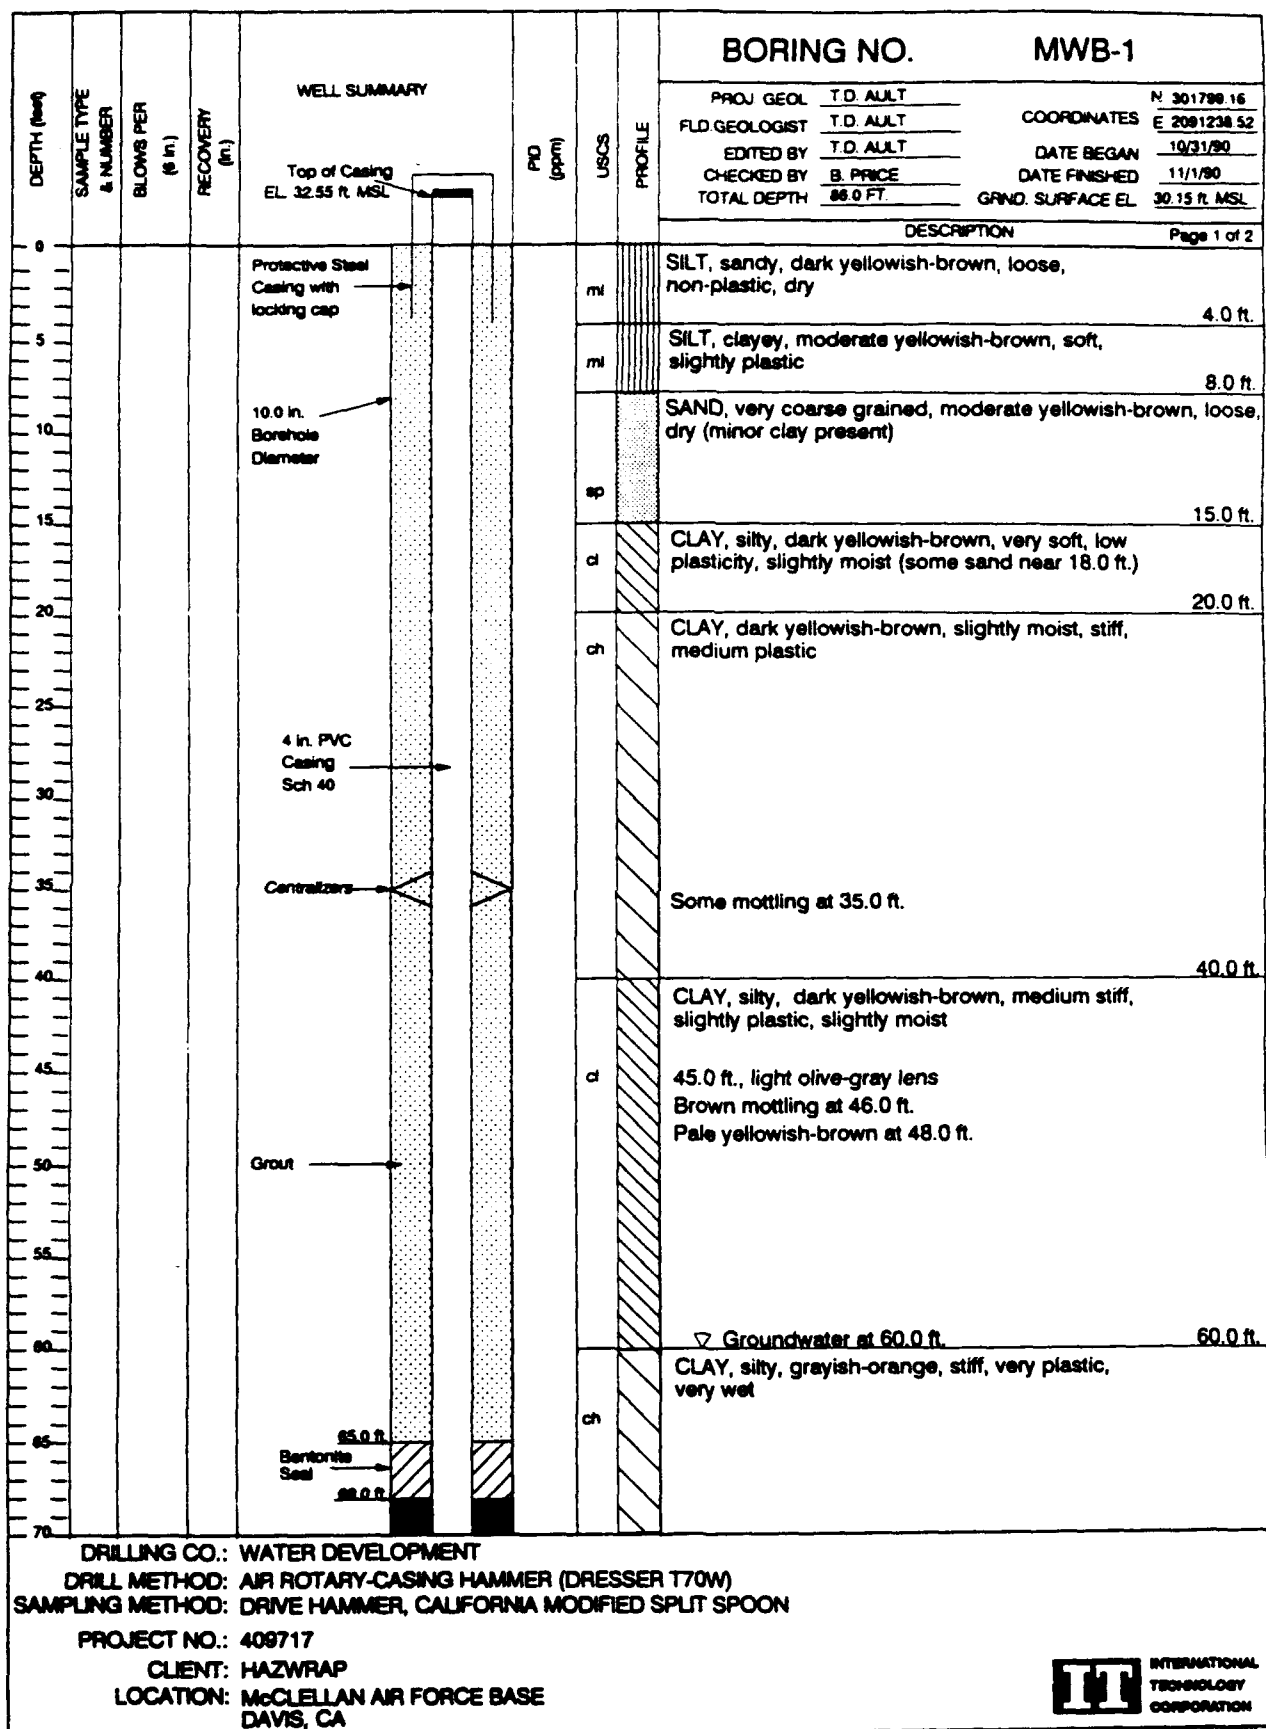 BORING NO. MWB-1
PROJ GEOL T.D. AULT
N 301798.16
FLD.GEOLOGIST T.D. AULT
COORDINATES E 2091238.52
EDITED BY T.D. AULT
DATE BEGAN 10/31/90
CHECKED BY B. PRICE
DATE FINISHED 11/1/90
TOTAL DEPTH 86.0 FT.
GRND. SURFACE EL. 30.15 ft. MSL
DEPTH (feet)
SAMPLE TYPE
& NUMBER
BLOWS PER
(6 in.)
RECOVERY
(in.)
WELL SUMMARY
PID
(ppm)
USCS
PROFILE
DESCRIPTION
Page 1 of 2
Top of Casing
EL. 32.55 ft. MSL
0
5
10
15
20
25
30
35
40
45
50
55
60
65
70
Protective Steel
Casing with
locking cap
10.0 in.
Borehole
Diameter
4 in. PVC
Casing
Sch 40
Centralizers
Grout
65.0 ft.
Bentonite
Seal
68.0 ft.
ml
SILT, sandy, dark yellowish-brown, loose,
non-plastic, dry
4.0 ft.
ml
SILT, clayey, moderate yellowish-brown, soft,
slightly plastic
8.0 ft.
sp
SAND, very coarse grained, moderate yellowish-brown, loose,
dry (minor clay present)
15.0 ft.
cl
CLAY, silty, dark yellowish-brown, very soft, low
plasticity, slightly moist (some sand near 18.0 ft.)
20.0 ft.
ch
CLAY, dark yellowish-brown, slightly moist, stiff,
medium plastic
Some mottling at 35.0 ft.
40.0 ft.
cl
CLAY, silty, dark yellowish-brown, medium stiff,
slightly plastic, slightly moist
45.0 ft., light olive-gray lens
Brown mottling at 46.0 ft.
Pale yellowish-brown at 48.0 ft.
Groundwater at 60.0 ft.
60.0 ft.
ch
CLAY, silty, grayish-orange, stiff, very plastic,
very wet
DRILLING CO.: WATER DEVELOPMENT
DRILL METHOD: AIR ROTARY-CASING HAMMER (DRESSER T70W)
SAMPLING METHOD: DRIVE HAMMER, CALIFORNIA MODIFIED SPLIT SPOON
PROJECT NO.: 409717
CLIENT: HAZWRAP
LOCATION: McCLELLAN AIR FORCE BASE
DAVIS, CA
IT
INTERNATIONAL
TECHNOLOGY
CORPORATION